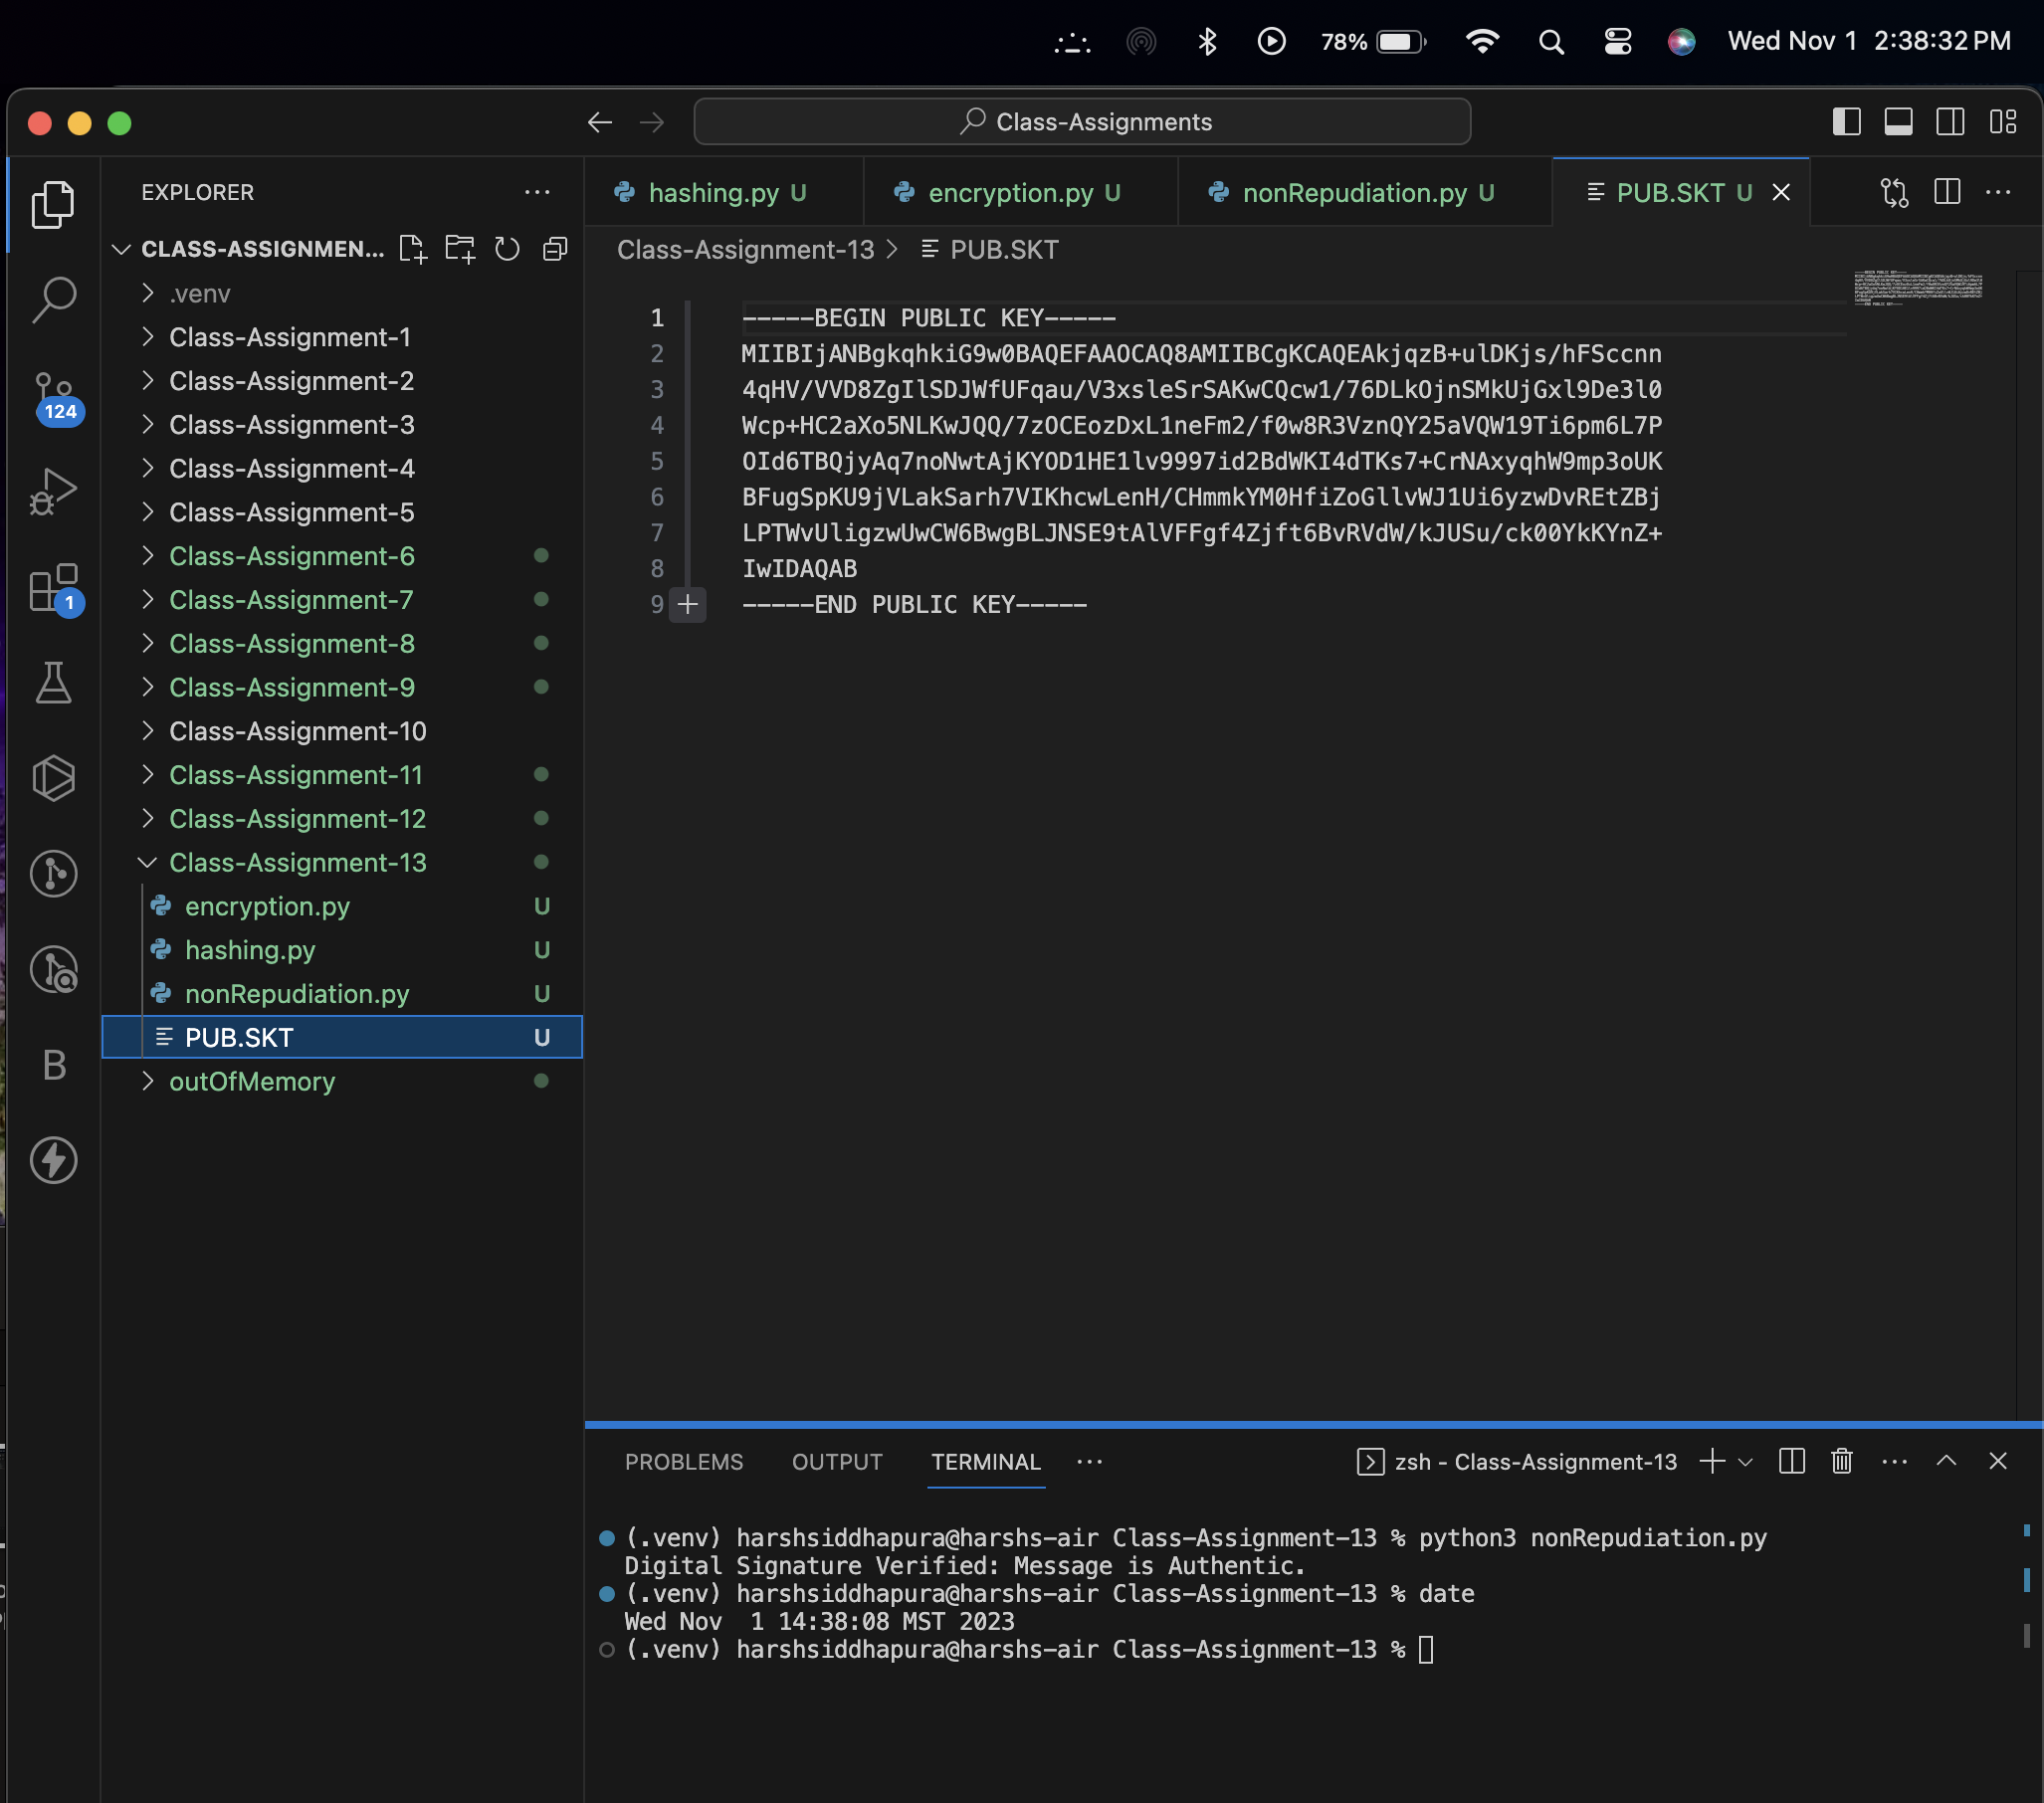 78%
Wed Nov 1 2:38:32 PM
Class-Assignments
EXPLORER
hashing.py U
encryption.py U
nonRepudiation.py U
PUB.SKT U
CLASS-ASSIGNMEN...
Class-Assignment-13 > PUB.SKT
.venv
Class-Assignment-1
Class-Assignment-2
Class-Assignment-3
Class-Assignment-4
Class-Assignment-5
Class-Assignment-6
Class-Assignment-7
Class-Assignment-8
Class-Assignment-9
Class-Assignment-10
Class-Assignment-11
Class-Assignment-12
Class-Assignment-13
encryption.py U
hashing.py U
nonRepudiation.py U
PUB.SKT U
outOfMemory
124
1
B
1 -----BEGIN PUBLIC KEY-----
2 MIIBIjANBgkqhkiG9w0BAQEFAAOCAQ8AMIIBCgKCAQEAkjqzB+ulDKjs/hFSccnn
3 4qHV/VVD8ZgIlSDJWfUFqau/V3xsleSrSAKwCQcw1/76DLkOjnSMkUjGxl9De3l0
4 Wcp+HC2aXo5NLKwJQQ/7zOCEozDxL1neFm2/f0w8R3VznQY25aVQW19Ti6pm6L7P
5 OId6TBQjyAq7noNwtAjKYOD1HE1lv9997id2BdWKI4dTKs7+CrNAxyqhW9mp3oUK
6 BFugSpKU9jVLakSarh7VIKhcwLenH/CHmmkYM0HfiZoGllvWJ1Ui6yzwDvREtZBj
7 LPTWvUligzwUwCW6BwgBLJNSE9tAlVFFgf4Zjft6BvRVdW/kJUSu/ck00YkKYnZ+
8 IwIDAQAB
9 -----END PUBLIC KEY-----
PROBLEMS OUTPUT TERMINAL
zsh - Class-Assignment-13
(.venv) harshsiddhapura@harshs-air Class-Assignment-13 % python3 nonRepudiation.py
Digital Signature Verified: Message is Authentic.
(.venv) harshsiddhapura@harshs-air Class-Assignment-13 % date
Wed Nov  1 14:38:08 MST 2023
(.venv) harshsiddhapura@harshs-air Class-Assignment-13 %